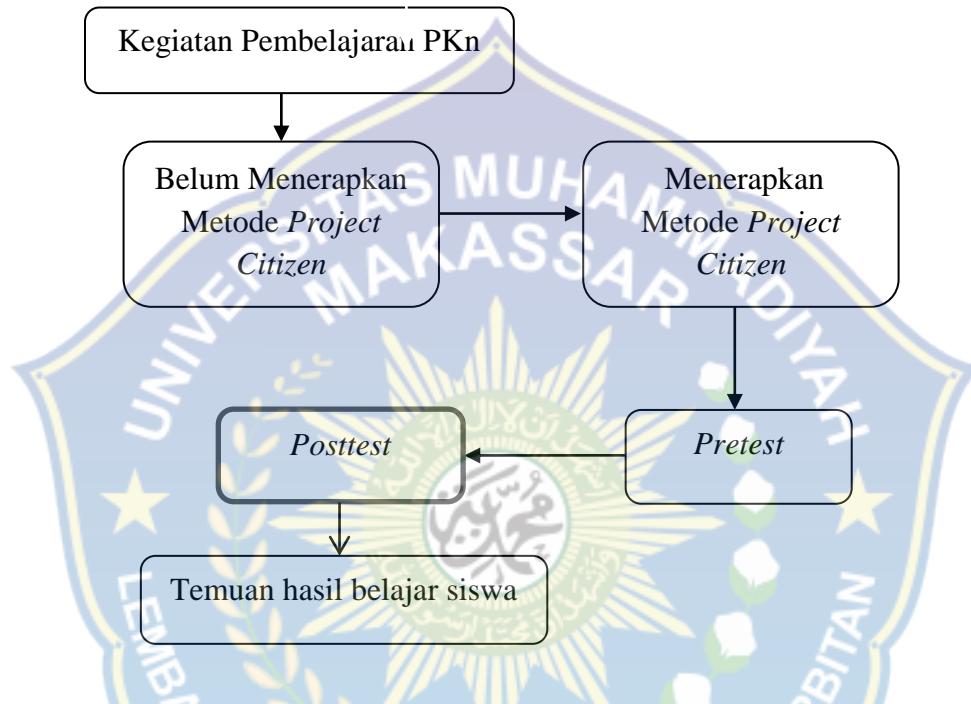 Kegiatan Pembelajaran PKn
Belum Menerapkan
Metode Project
Citizen
Menerapkan
Metode Project
Citizen
Pretest
Posttest
Temuan hasil belajar siswa
UNIVERSITAS MUHAMMADIYAH
MAKASSAR